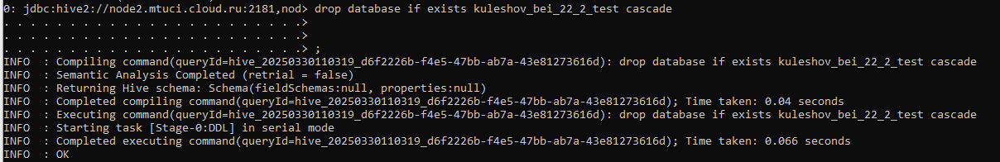 0: jdbc:hive2://node2.mtuci.cloud.ru:2181,nod> drop database if exists kuleshov_bei_22_2_test cascade
. . . . . . . . . . . . . . . . . . . . . . .>
. . . . . . . . . . . . . . . . . . . . . . .>
. . . . . . . . . . . . . . . . . . . . . . .> ;
INFO  : Compiling command(queryId=hive_20250330110319_d6f2226b-f4e5-47bb-ab7a-43e81273616d): drop database if exists kuleshov_bei_22_2_test cascade
INFO  : Semantic Analysis Completed (retrial = false)
INFO  : Returning Hive schema: Schema(fieldSchemas:null, properties:null)
INFO  : Completed compiling command(queryId=hive_20250330110319_d6f2226b-f4e5-47bb-ab7a-43e81273616d); Time taken: 0.04 seconds
INFO  : Executing command(queryId=hive_20250330110319_d6f2226b-f4e5-47bb-ab7a-43e81273616d): drop database if exists kuleshov_bei_22_2_test cascade
INFO  : Starting task [Stage-0:DDL] in serial mode
INFO  : Completed executing command(queryId=hive_20250330110319_d6f2226b-f4e5-47bb-ab7a-43e81273616d); Time taken: 0.066 seconds
INFO  : OK